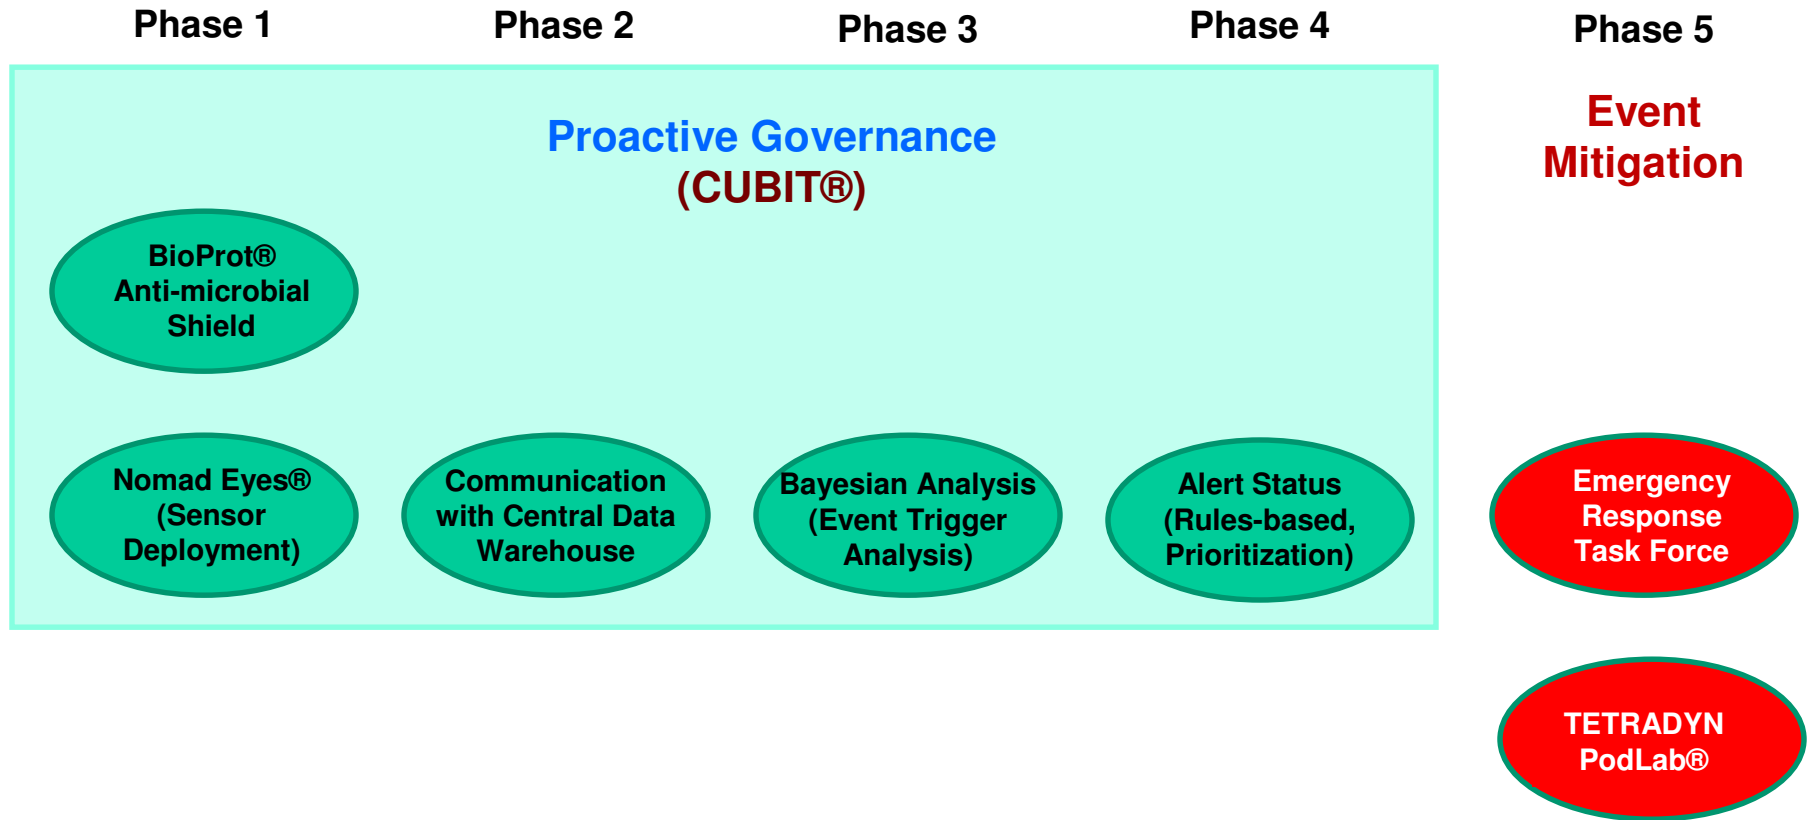 Phase 1
Phase 2
Phase 3
Phase 4
Phase 5
Proactive Governance
(CUBIT®)
Event
Mitigation
BioProt®
Anti-microbial
Shield
Nomad Eyes®
(Sensor
Deployment)
Communication
with Central Data
Warehouse
Bayesian Analysis
(Event Trigger
Analysis)
Alert Status
(Rules-based,
Prioritization)
Emergency
Response
Task Force
TETRADYN
PodLab®